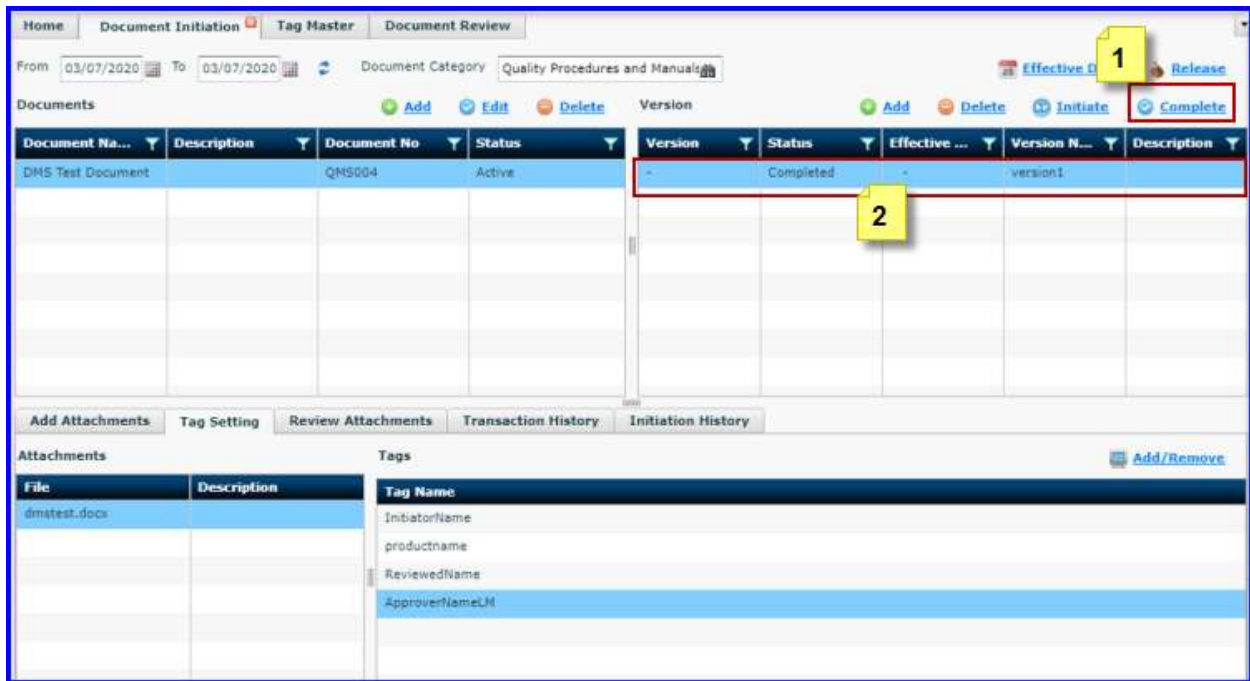 Home Document Initiation Tag Master Document Review
1
From 03/07/2020 To 03/07/2020 Document Category Quality Procedures and Manuals Effective D Release
Documents Add Edit Delete Version Add Delete Initiate Complete
Document Na... Description Document No Status Version Status Effective ... Version N... Description
DMS Test Document QMS004 Active - Completed - version1
2
Add Attachments Tag Setting Review Attachments Transaction History Initiation History
Attachments Tags Add/Remove
File Description Tag Name
dmstest.docx InitiatorName
productname
ReviewedName
ApproverNameLM